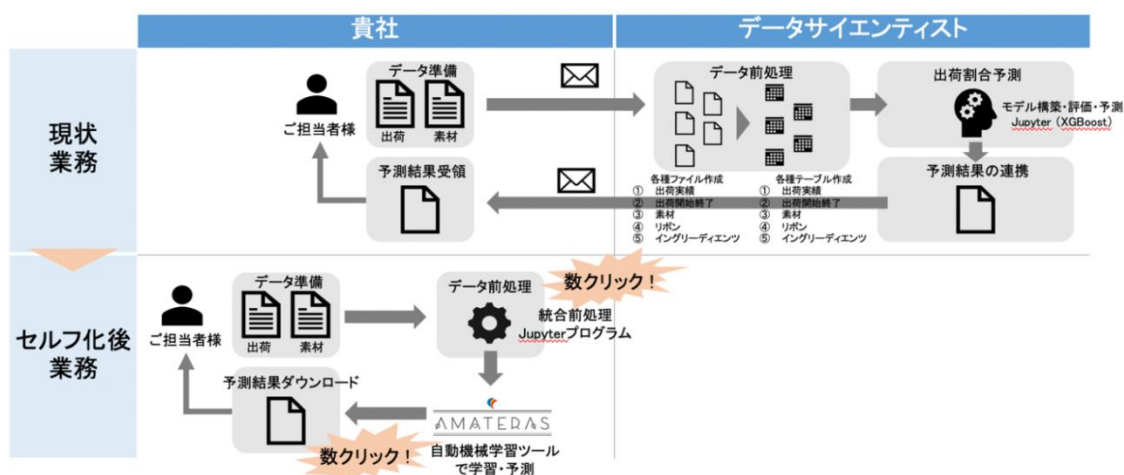 貴社
データサイエンティスト
現状
業務
ご担当者様
データ準備
出荷
素材
予測結果受領
データ前処理
各種ファイル作成
① 出荷実績
② 出荷開始終了
③ 素材
④ リボン
⑤ イングリーディエンツ
各種テーブル作成
① 出荷実績
② 出荷開始終了
③ 素材
④ リボン
⑤ イングリーディエンツ
出荷割合予測
モデル構築・評価・予測
Jupyter (XGBoost)
予測結果の連携
セルフ化後
業務
ご担当者様
データ準備
出荷
素材
データ前処理
数クリック！
統合前処理
Jupyterプログラム
予測結果ダウンロード
数クリック！
AMATERAS
自動機械学習ツール
で学習・予測